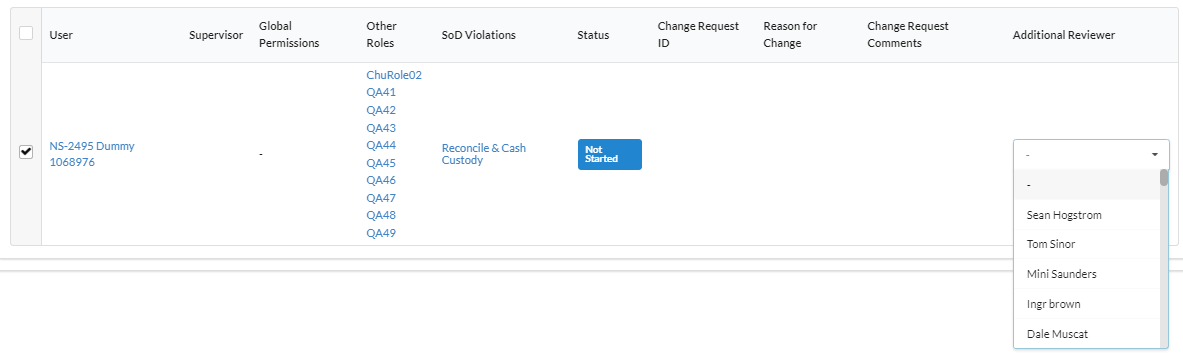 User
Supervisor
Global
Permissions
Other
Roles
SoD Violations
Status
Change Request
ID
Reason for
Change
Change Request
Comments
Additional Reviewer
NS-2495 Dummy
1068976
-
ChuRole02
QA41
QA42
QA43
QA44
QA45
QA46
QA47
QA48
QA49
Reconcile & Cash
Custody
Not
Started
-
-
Sean Hogstrom
Tom Sinor
Mini Saunders
Ingr brown
Dale Muscat